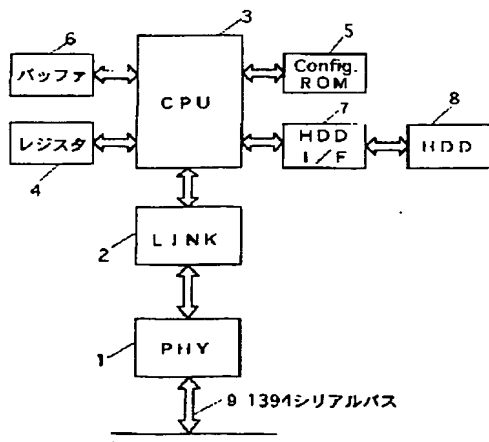 3
6
5
バッファ
CPU
Config.
ROM
7
8
レジスタ
HDD
I/F
HDD
4
LINK
2
PHY
1
9 1394シリアルバス